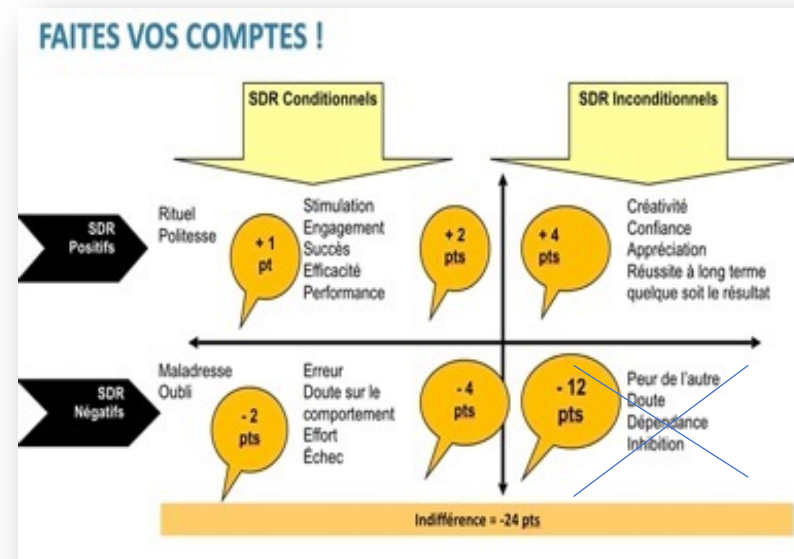 FAITES VOS COMPTES !
SDR Conditionnels
SDR Inconditionnels
SDR
Positifs
Rituel
Politesse
+ 1
pt
Stimulation
Engagement
Succès
Efficacité
Performance
+ 2
pts
+ 4
pts
Créativité
Confiance
Appréciation
Réussite à long terme
quelque soit le résultat
SDR
Négatifs
Maladresse
Oubli
- 2
pts
Erreur
Doute sur le
comportement
Effort
Échec
- 4
pts
- 12
pts
Peur de l'autre
Doute
Dépendance
Inhibition
Indifférence = -24 pts